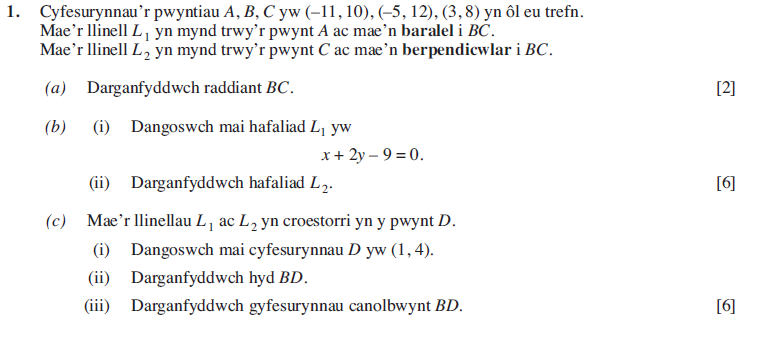 1. Cyfesurynnau'r pwyntiau A, B, C yw (–11, 10), (–5, 12), (3, 8) yn ôl eu trefn.
Mae'r llinell L₁ yn mynd trwy'r pwynt A ac mae'n baralel i BC.
Mae'r llinell L₂ yn mynd trwy'r pwynt C ac mae'n berpendicwlar i BC.
(a) Darganfyddwch raddiant BC. [2]
(b) (i) Dangoswch mai hafaliad L₁ yw
x + 2y – 9 = 0.
(ii) Darganfyddwch hafaliad L₂. [6]
(c) Mae'r llinellau L₁ ac L₂ yn croestorri yn y pwynt D.
(i) Dangoswch mai cyfesurynnau D yw (1, 4).
(ii) Darganfyddwch hyd BD.
(iii) Darganfyddwch gyfesurynnau canolbwynt BD. [6]